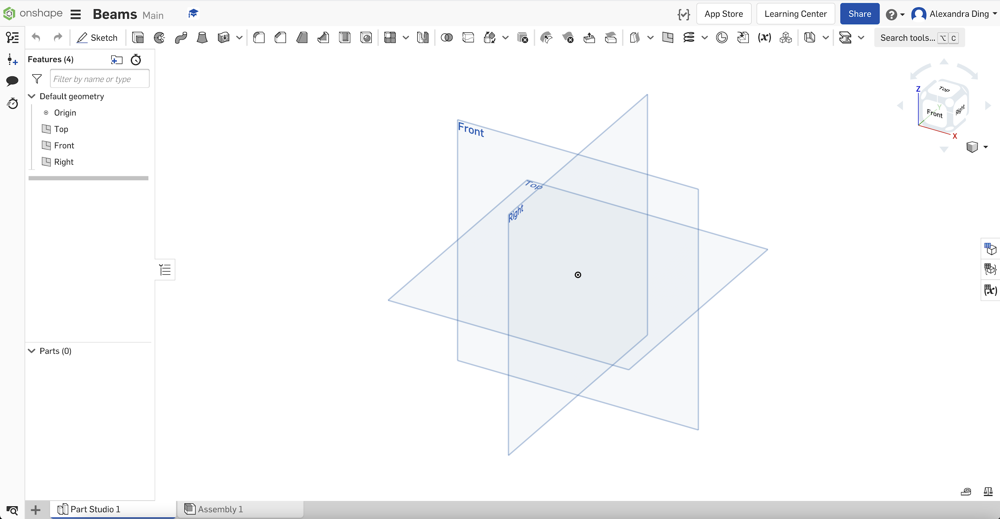 onshape Beams Main App Store Learning Center Share Alexandra Ding
Sketch (x) Search tools... ⌥ C
Features (4)
Filter by name or type
Default geometry
Origin
Top
Front
Right
Parts (0)
Front
Top
Right
Top
Front
Right
Z
Y
X
(x)
Part Studio 1 Assembly 1